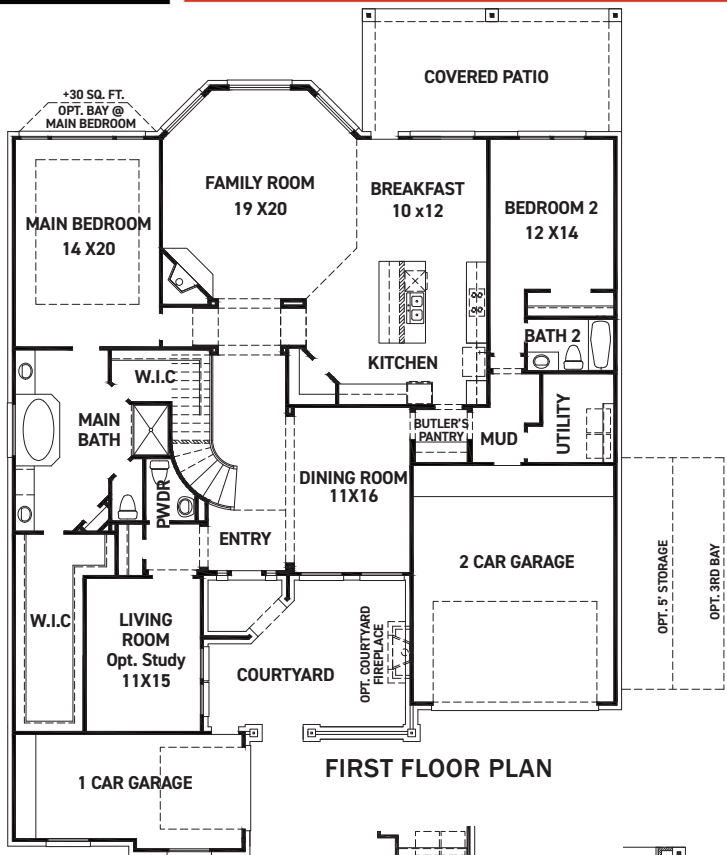 COVERED PATIO
+30 SQ. FT.
OPT. BAY @
MAIN BEDROOM
FAMILY ROOM
19 X20
BREAKFAST
10 x12
BEDROOM 2
12 X14
MAIN BEDROOM
14 X20
BATH 2
KITCHEN
W.I.C
MAIN
BATH
BUTLER'S
PANTRY
MUD
UTILITY
PWDR
DINING ROOM
11X16
ENTRY
2 CAR GARAGE
OPT. 5' STORAGE
OPT. 3RD BAY
W.I.C
LIVING
ROOM
Opt. Study
11X15
COURTYARD
OPT. COURTYARD
FIREPLACE
1 CAR GARAGE
FIRST FLOOR PLAN